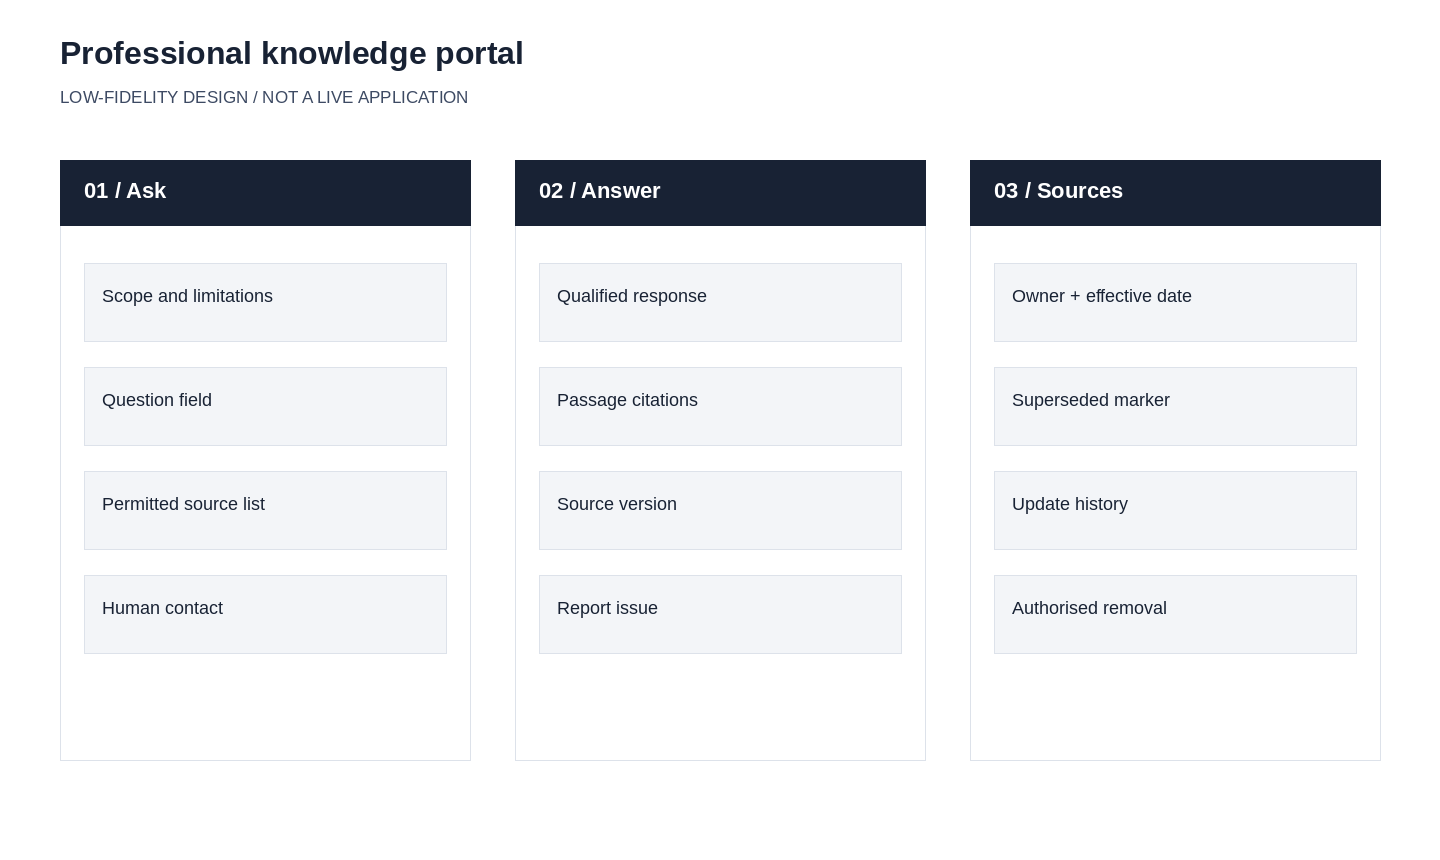 Professional knowledge portal
LOW-FIDELITY DESIGN / NOT A LIVE APPLICATION
01 / Ask
Scope and limitations
Question field
Permitted source list
Human contact
02 / Answer
Qualified response
Passage citations
Source version
Report issue
03 / Sources
Owner + effective date
Superseded marker
Update history
Authorised removal